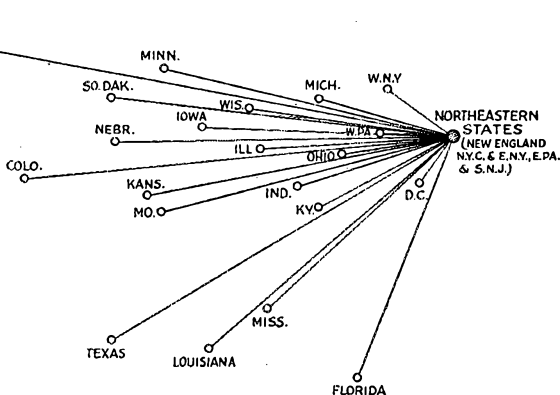 MINN.
W.N.Y
SO. DAK.
MICH.
WIS.
IOWA
NORTHEASTERN
STATES
(NEW ENGLAND
N.Y.C. & E.N.Y., E.PA.
& S.N.J.)
NEBR.
W.PA.
ILL
OHIO
COLO.
KANS.
IND.
D.C.
MO.
KY.
MISS.
TEXAS
LOUISIANA
FLORIDA